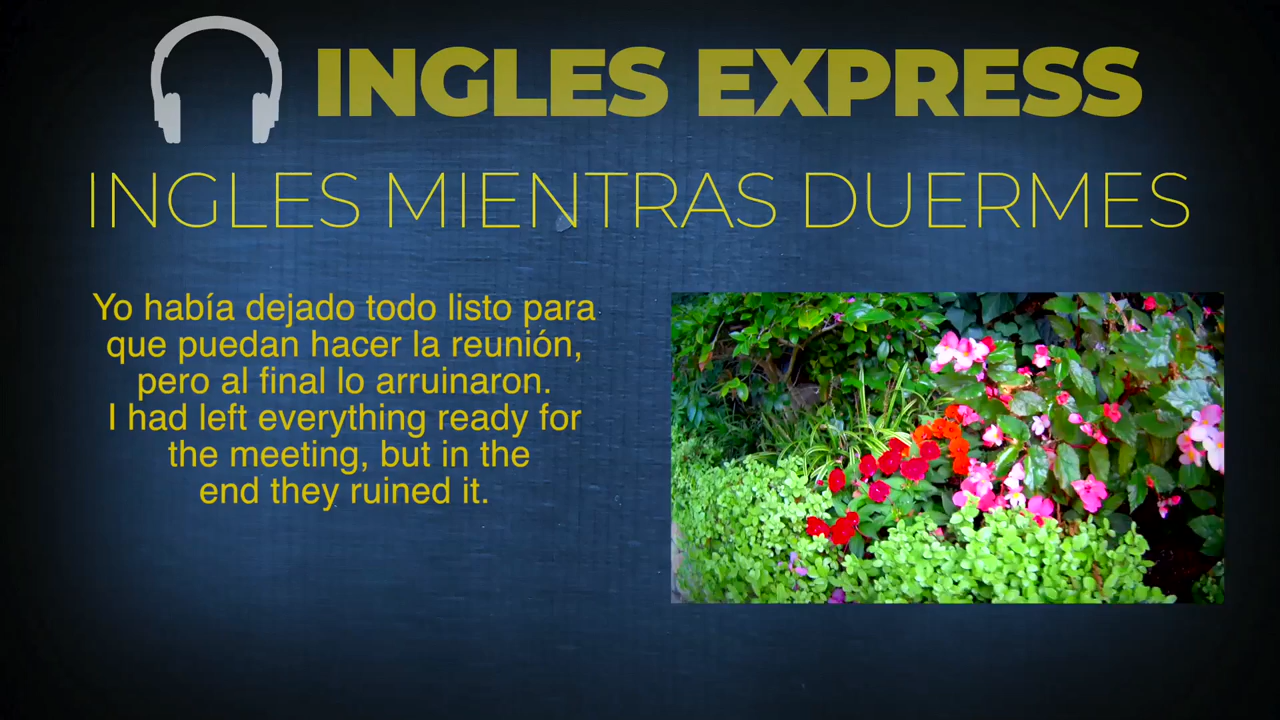 INGLES EXPRESS
INGLES MIENTRAS DUERMES
Yo había dejado todo listo para
que puedan hacer la reunión,
pero al final lo arruinaron.
I had left everything ready for
the meeting, but in the
end they ruined it.